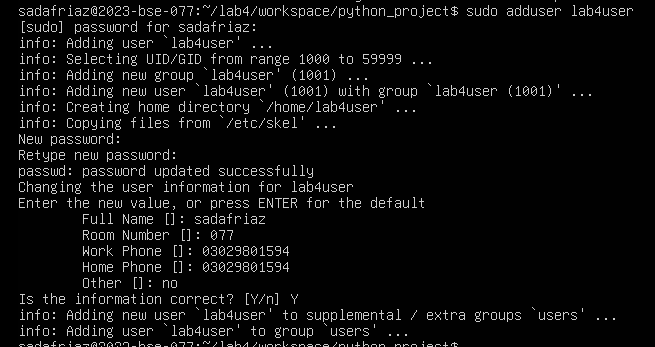 sadafriaz@2023-bse-077:~/lab4/workspace/python_project$ sudo adduser lab4user
[sudo] password for sadafriaz:
info: Adding user `lab4user' ...
info: Selecting UID/GID from range 1000 to 59999 ...
info: Adding new group `lab4user' (1001) ...
info: Adding new user `lab4user' (1001) with group `lab4user (1001)' ...
info: Creating home directory `/home/lab4user' ...
info: Copying files from `/etc/skel' ...
New password:
Retype new password:
passwd: password updated successfully
Changing the user information for lab4user
Enter the new value, or press ENTER for the default
Full Name []: sadafriaz
Room Number []: 077
Work Phone []: 03029801594
Home Phone []: 03029801594
Other []: no
Is the information correct? [Y/n] Y
info: Adding new user `lab4user' to supplemental / extra groups `users' ...
info: Adding user `lab4user' to group `users' ...
sadafriaz@2023-bse-077:~/lab4/workspace/python_project$